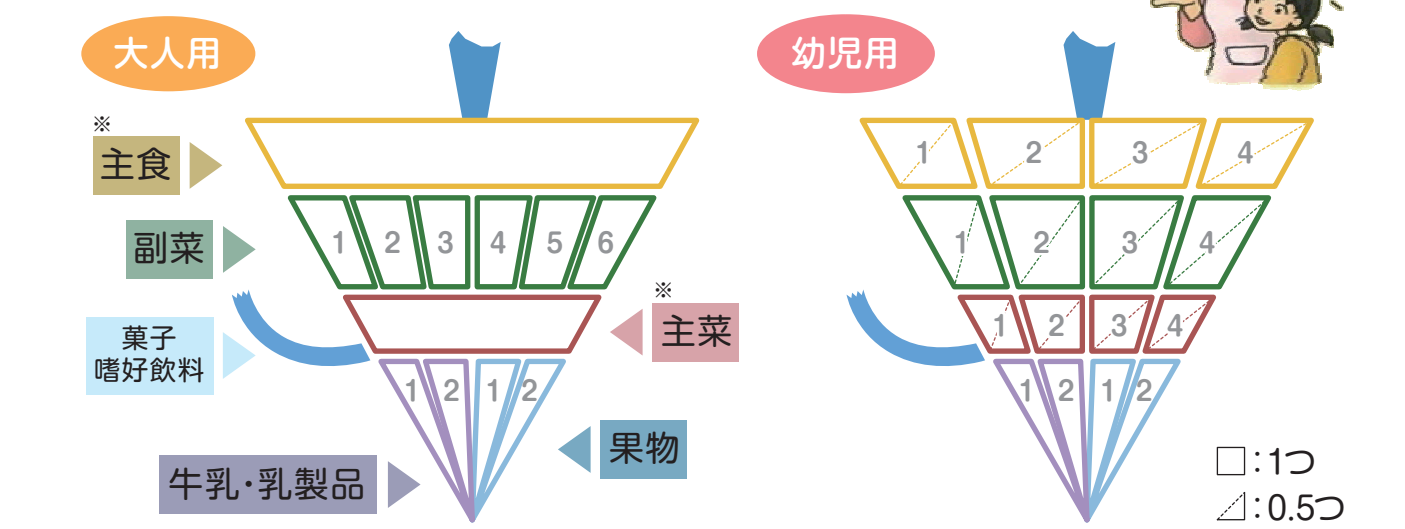 大人用
幼児用
※
主食
1 2 3 4
副菜
1 2 3 4 5 6
1 2 3 4
※
主菜
1 2 3 4
菓子
嗜好飲料
1 2 1 2
1 2 1 2
果物
牛乳・乳製品
□：1つ
⊿：0.5つ